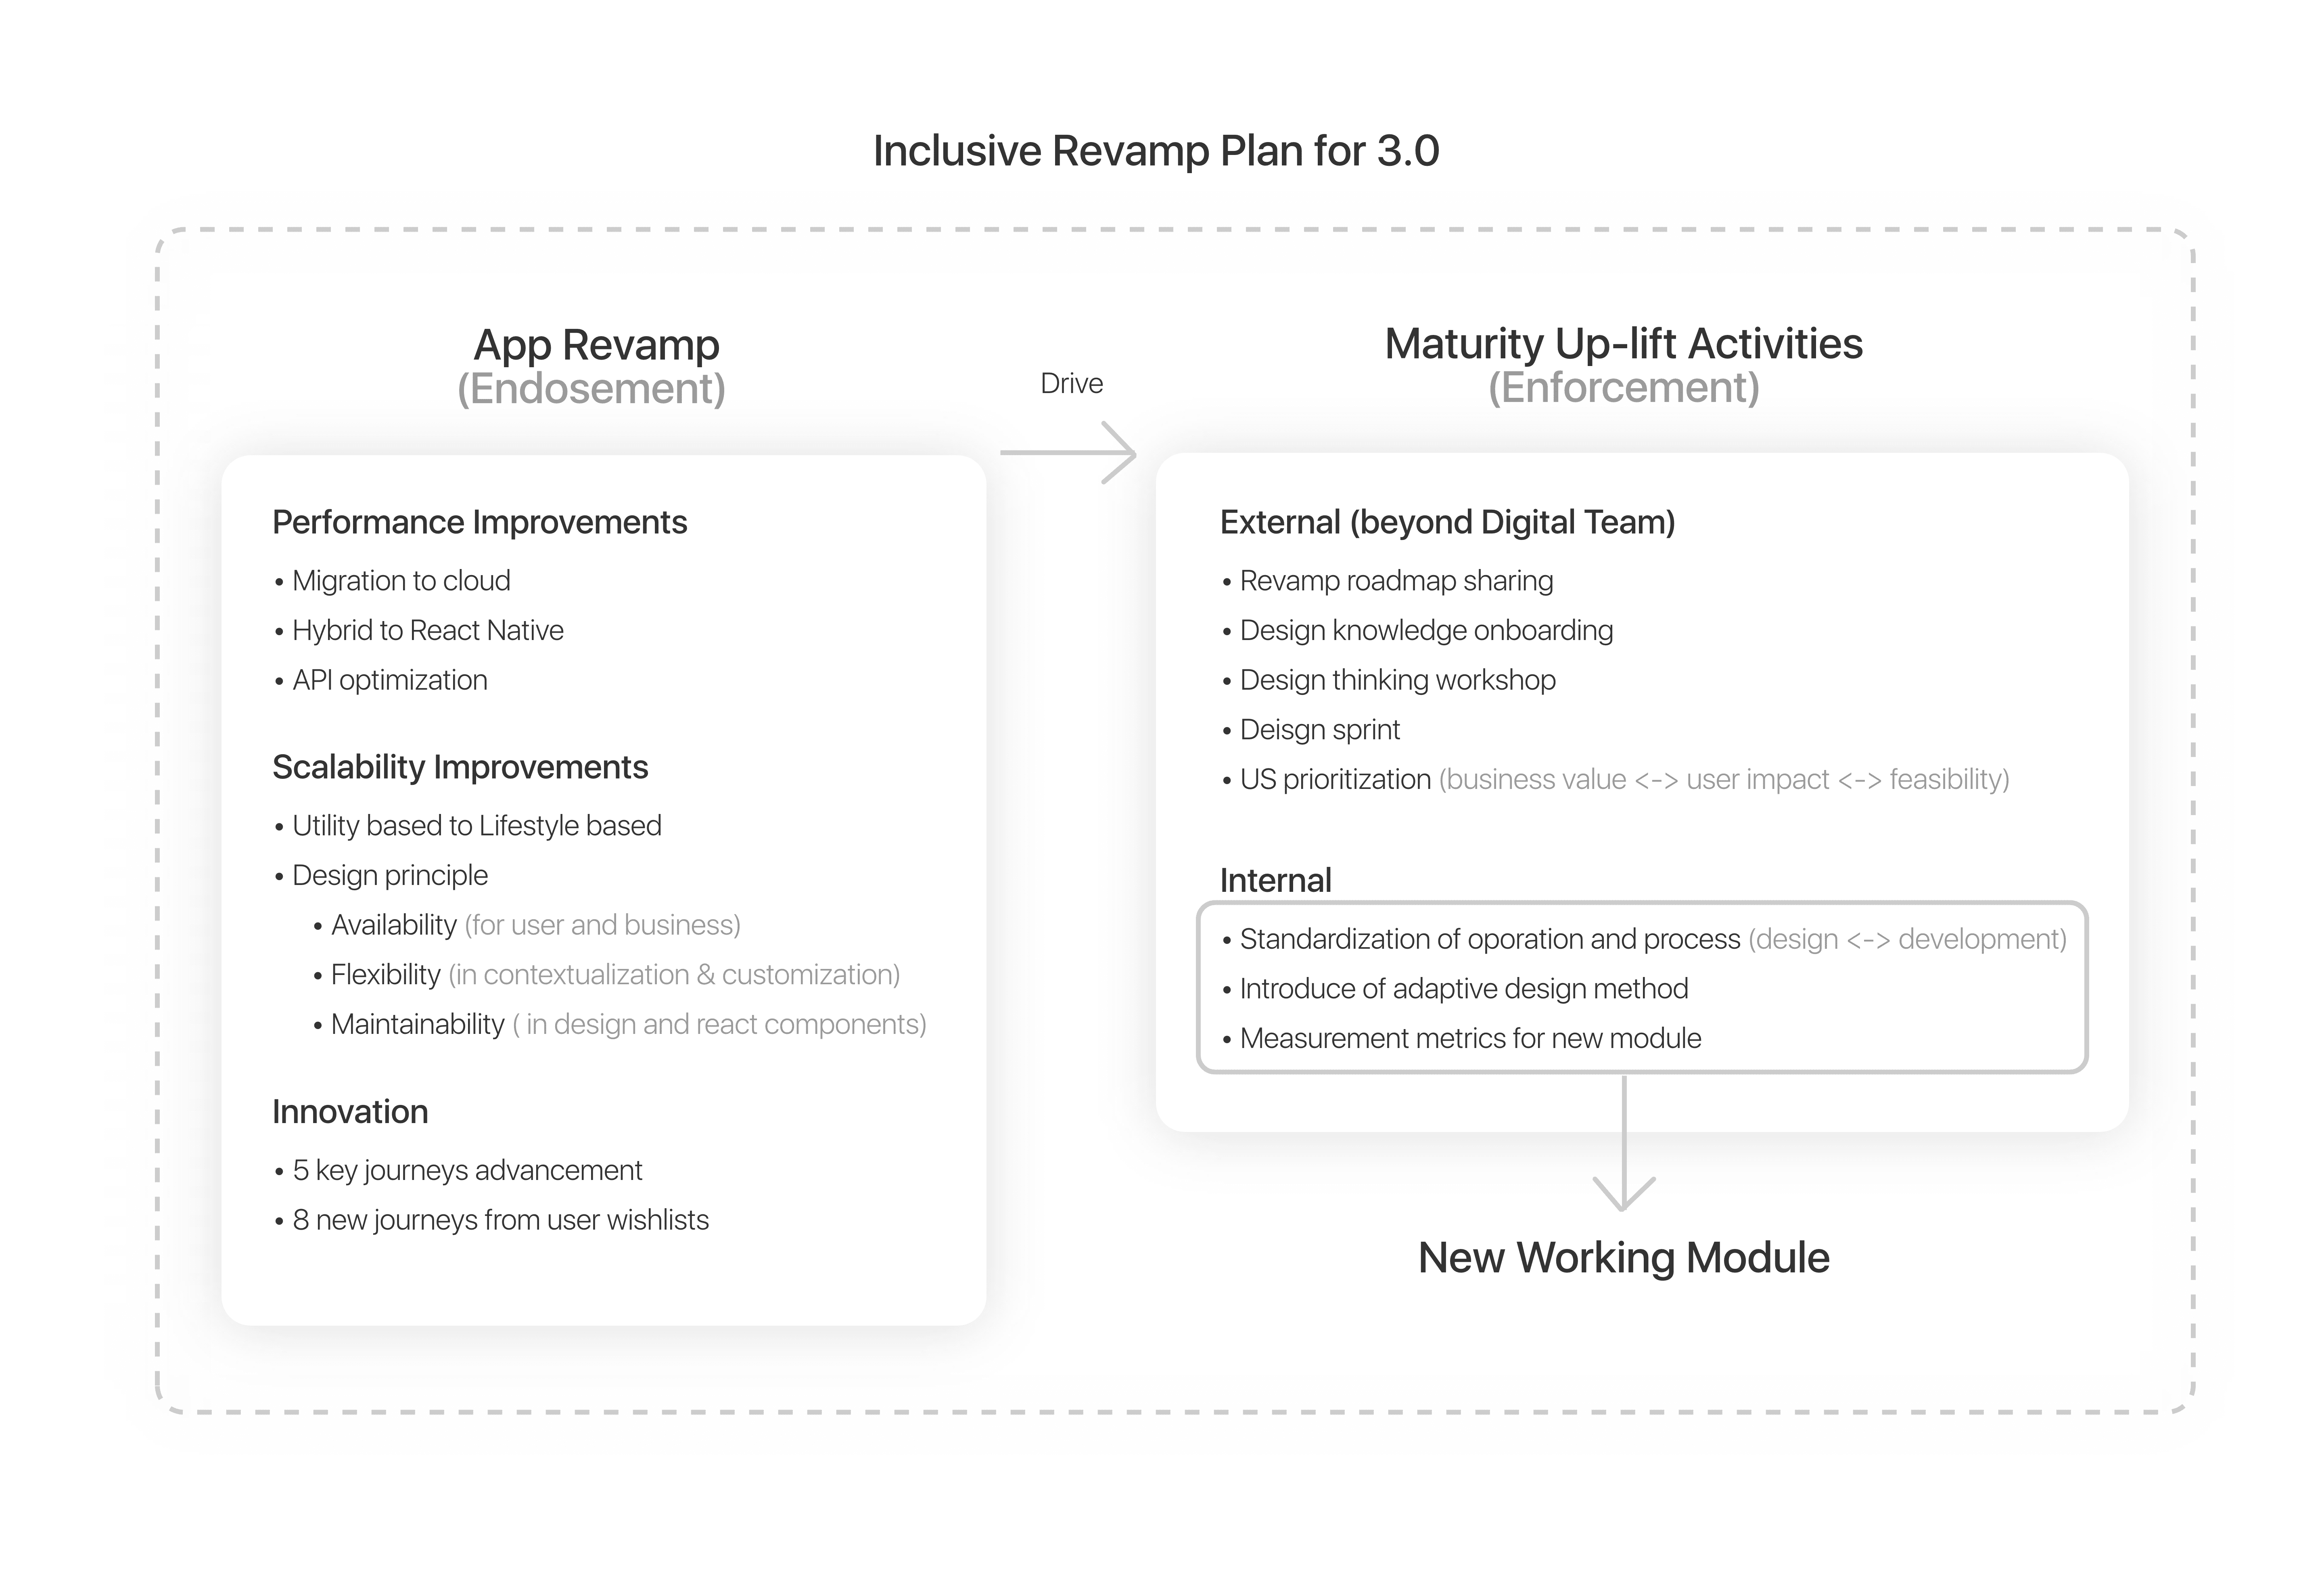 Inclusive Revamp Plan for 3.0
App Revamp
(Endosement)
Performance Improvements
• Migration to cloud
• Hybrid to React Native
• API optimization
Scalability Improvements
• Utility based to Lifestyle based
• Design principle
• Availability (for user and business)
• Flexibility (in contextualization & customization)
• Maintainability ( in design and react components)
Innovation
• 5 key journeys advancement
• 8 new journeys from user wishlists
Drive
Maturity Up-lift Activities
(Enforcement)
External (beyond Digital Team)
• Revamp roadmap sharing
• Design knowledge onboarding
• Design thinking workshop
• Deisgn sprint
• US prioritization (business value <-> user impact <-> feasibility)
Internal
• Standardization of oporation and process (design <-> development)
• Introduce of adaptive design method
• Measurement metrics for new module
New Working Module